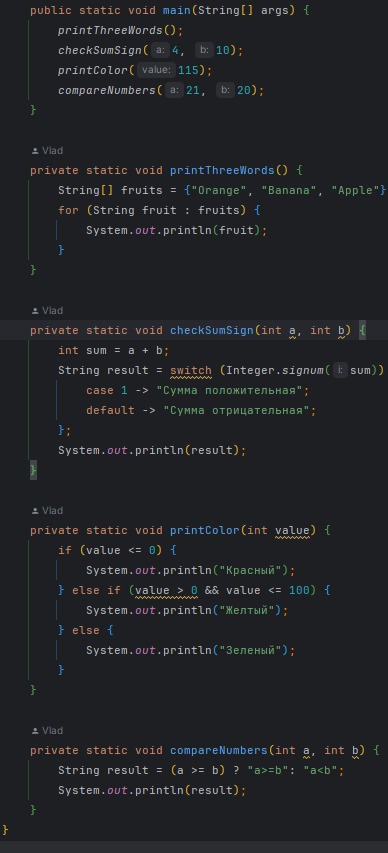 public static void main(String[] args) {
printThreeWords();
checkSumSign( a: 4, b: 10);
printColor( value: 115);
compareNumbers( a: 21, b: 20);
}
Vlad
private static void printThreeWords() {
String[] fruits = {"Orange", "Banana", "Apple"}
for (String fruit : fruits) {
System.out.println(fruit);
}
}
Vlad
private static void checkSumSign(int a, int b) {
int sum = a + b;
String result = switch (Integer.signum( i: sum))
case 1 -> "Сумма положительная";
default -> "Сумма отрицательная";
};
System.out.println(result);
}
Vlad
private static void printColor(int value) {
if (value <= 0) {
System.out.println("Красный");
} else if (value > 0 && value <= 100) {
System.out.println("Желтый");
} else {
System.out.println("Зеленый");
}
}
Vlad
private static void compareNumbers(int a, int b) {
String result = (a >= b) ? "a>=b": "a<b";
System.out.println(result);
}
}